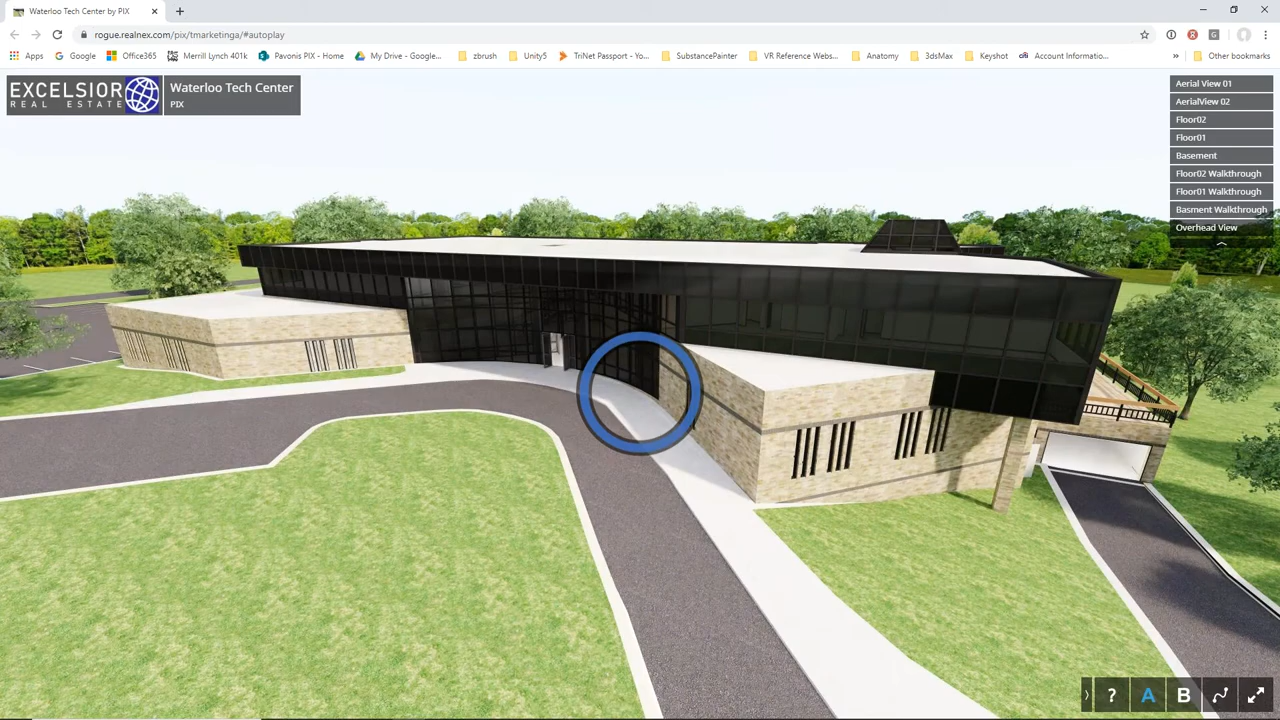 Waterloo Tech Center by PIX
rogue.realnex.com/pix/tmarketinga/#autoplay
Apps Google Office365 Merrill Lynch 401k Pavonis PIX - Home My Drive - Google... zbrush Unity5 TriNet Passport - Yo... SubstancePainter VR Reference Webs... Anatomy 3dsMax Keyshot Account Informatio... » Other bookmarks
EXCELSIOR
REAL ESTATE
Waterloo Tech Center
PIX
Aerial View 01
AerialView 02
Floor02
Floor01
Basement
Floor02 Walkthrough
Floor01 Walkthrough
Basment Walkthrough
Overhead View
? A B